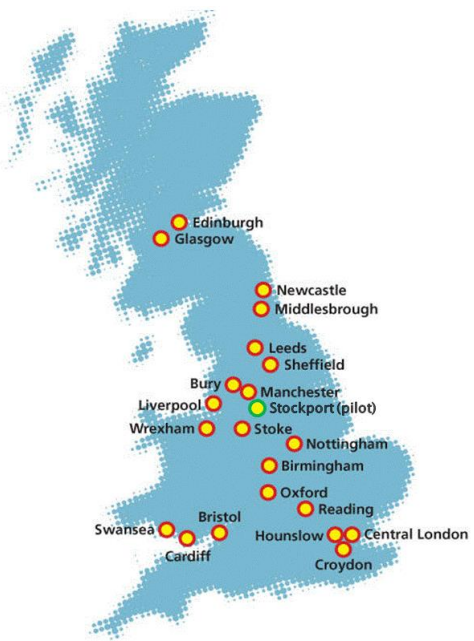 Edinburgh
Glasgow
Newcastle
Middlesbrough
Leeds
Sheffield
Bury
Manchester
Liverpool
Stockport (pilot)
Wrexham
Stoke
Nottingham
Birmingham
Oxford
Reading
Swansea
Bristol
Hounslow
Central London
Cardiff
Croydon